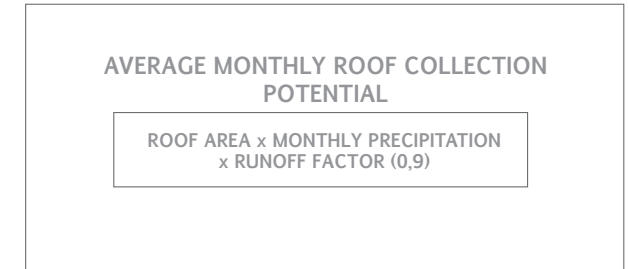 AVERAGE MONTHLY ROOF COLLECTION
POTENTIAL
ROOF AREA x MONTHLY PRECIPITATION
x RUNOFF FACTOR (0,9)